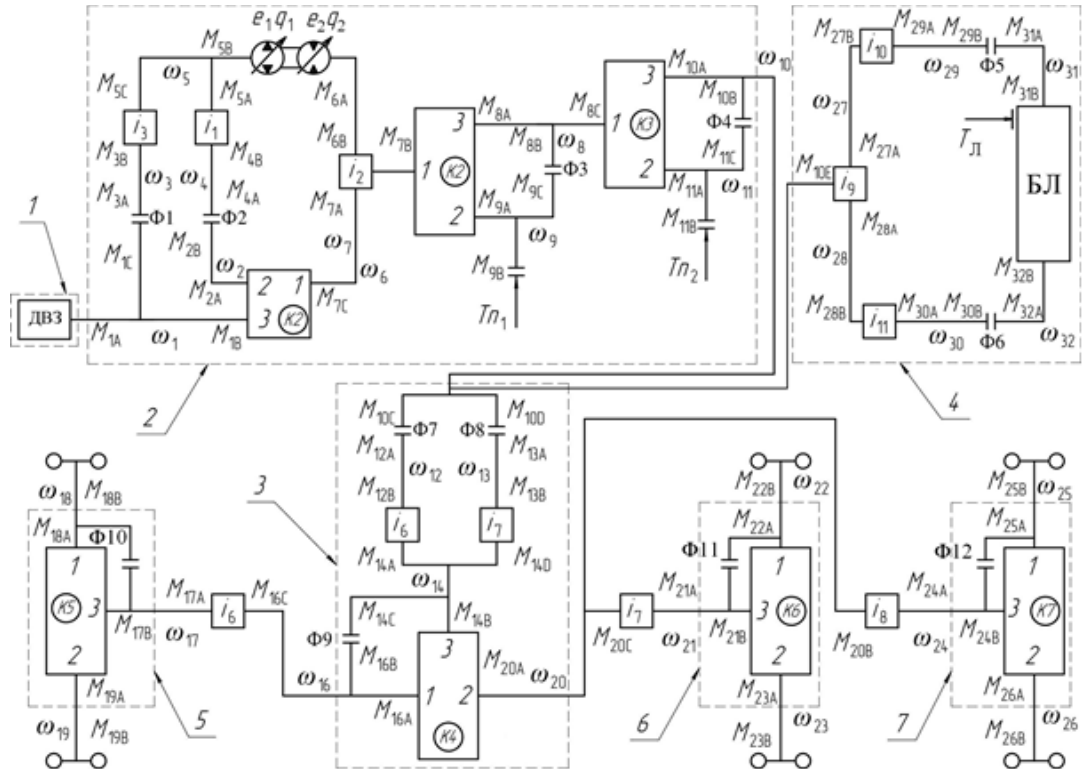 1
ДВЗ
M1A
ω1
M1B
M1C
Ф1
M3A
ω3
M3B
i3
M5C
ω5
M5B
M5A
i1
M4B
ω4
M4A
Ф2
M2B
ω2
M2A
2
1
3
K2
M7C
ω6
ω7
M7A
i2
M6B
M6A
e1q1
e2q2
M7B
1
3
2
K2
M8A
M8B
ω8
M8C
Ф3
M9C
M9A
ω9
M9B
Tп1
1
3
2
K3
M10A
ω10
M10B
Ф4
M11C
M11A
ω11
M11B
Tп2
2
M27B
i10
M29A
ω29
M29B
Ф5
M31A
ω31
M31B
TЛ
БЛ
ω27
M27A
M10E
i9
M28A
ω28
M28B
i11
M30A
ω30
M30B
Ф6
M32A
M32B
ω32
4
3
M10C
Ф7
M12A
ω12
M12B
i6
M14A
M10D
Ф8
M13A
ω13
M13B
i7
M14D
ω14
M14C
M14B
Ф9
M16B
ω16
M16A
3
1
2
K4
M20A
ω20
ω18
M18B
M18A
Ф10
1
K5
3
2
M17A
M17B
ω17
i6
M16C
M19A
ω19
M19B
5
M20C
i7
M21A
ω21
M21B
Ф11
M22A
M22B
ω22
1
3
K6
2
M23A
M23B
ω23
6
M20B
i8
M24A
ω24
M24B
Ф12
M25A
M25B
ω25
1
3
K7
2
M26A
M26B
ω26
7